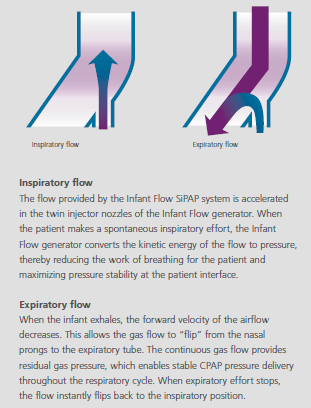 Inspiratory flow
Expiratory flow
Inspiratory flow
The flow provided by the Infant Flow SiPAP system is accelerated
in the twin injector nozzles of the Infant Flow generator. When
the patient makes a spontaneous inspiratory effort, the Infant
Flow generator converts the kinetic energy of the flow to pressure,
thereby reducing the work of breathing for the patient and
maximizing pressure stability at the patient interface.
Expiratory flow
When the infant exhales, the forward velocity of the airflow
decreases. This allows the gas flow to “flip” from the nasal
prongs to the expiratory tube. The continuous gas flow provides
residual gas pressure, which enables stable CPAP pressure delivery
throughout the respiratory cycle. When expiratory effort stops,
the flow instantly flips back to the inspiratory position.